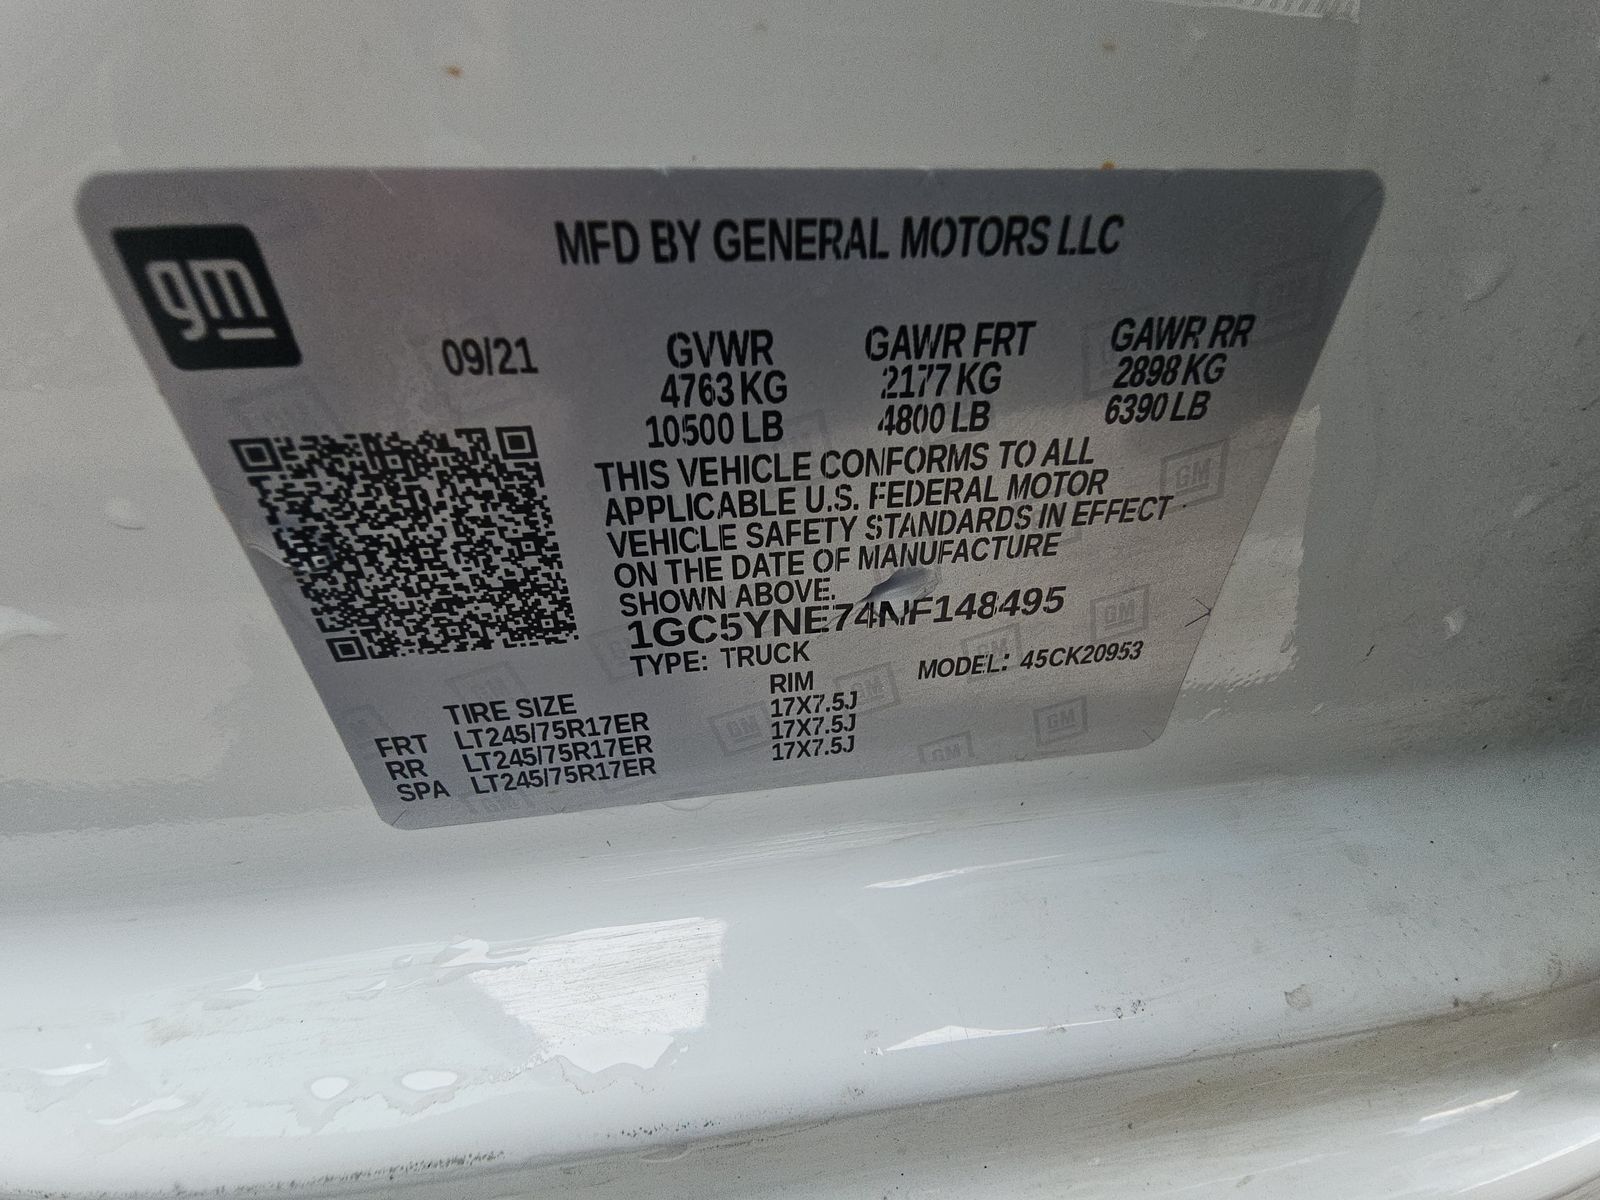 gm
MFD BY GENERAL MOTORS LLC
09/21
GVWR GAWR FRT GAWR RR
4763 KG 2177 KG 2898 KG
10500 LB 4800 LB 6390 LB
THIS VEHICLE CONFORMS TO ALL
APPLICABLE U.S. FEDERAL MOTOR
VEHICLE SAFETY STANDARDS IN EFFECT
ON THE DATE OF MANUFACTURE
SHOWN ABOVE.
1GC5YNE74NF148495
TYPE: TRUCK MODEL: 45CK20953
TIRE SIZE RIM
FRT LT245/75R17ER 17X7.5J
RR LT245/75R17ER 17X7.5J
SPA LT245/75R17ER 17X7.5J